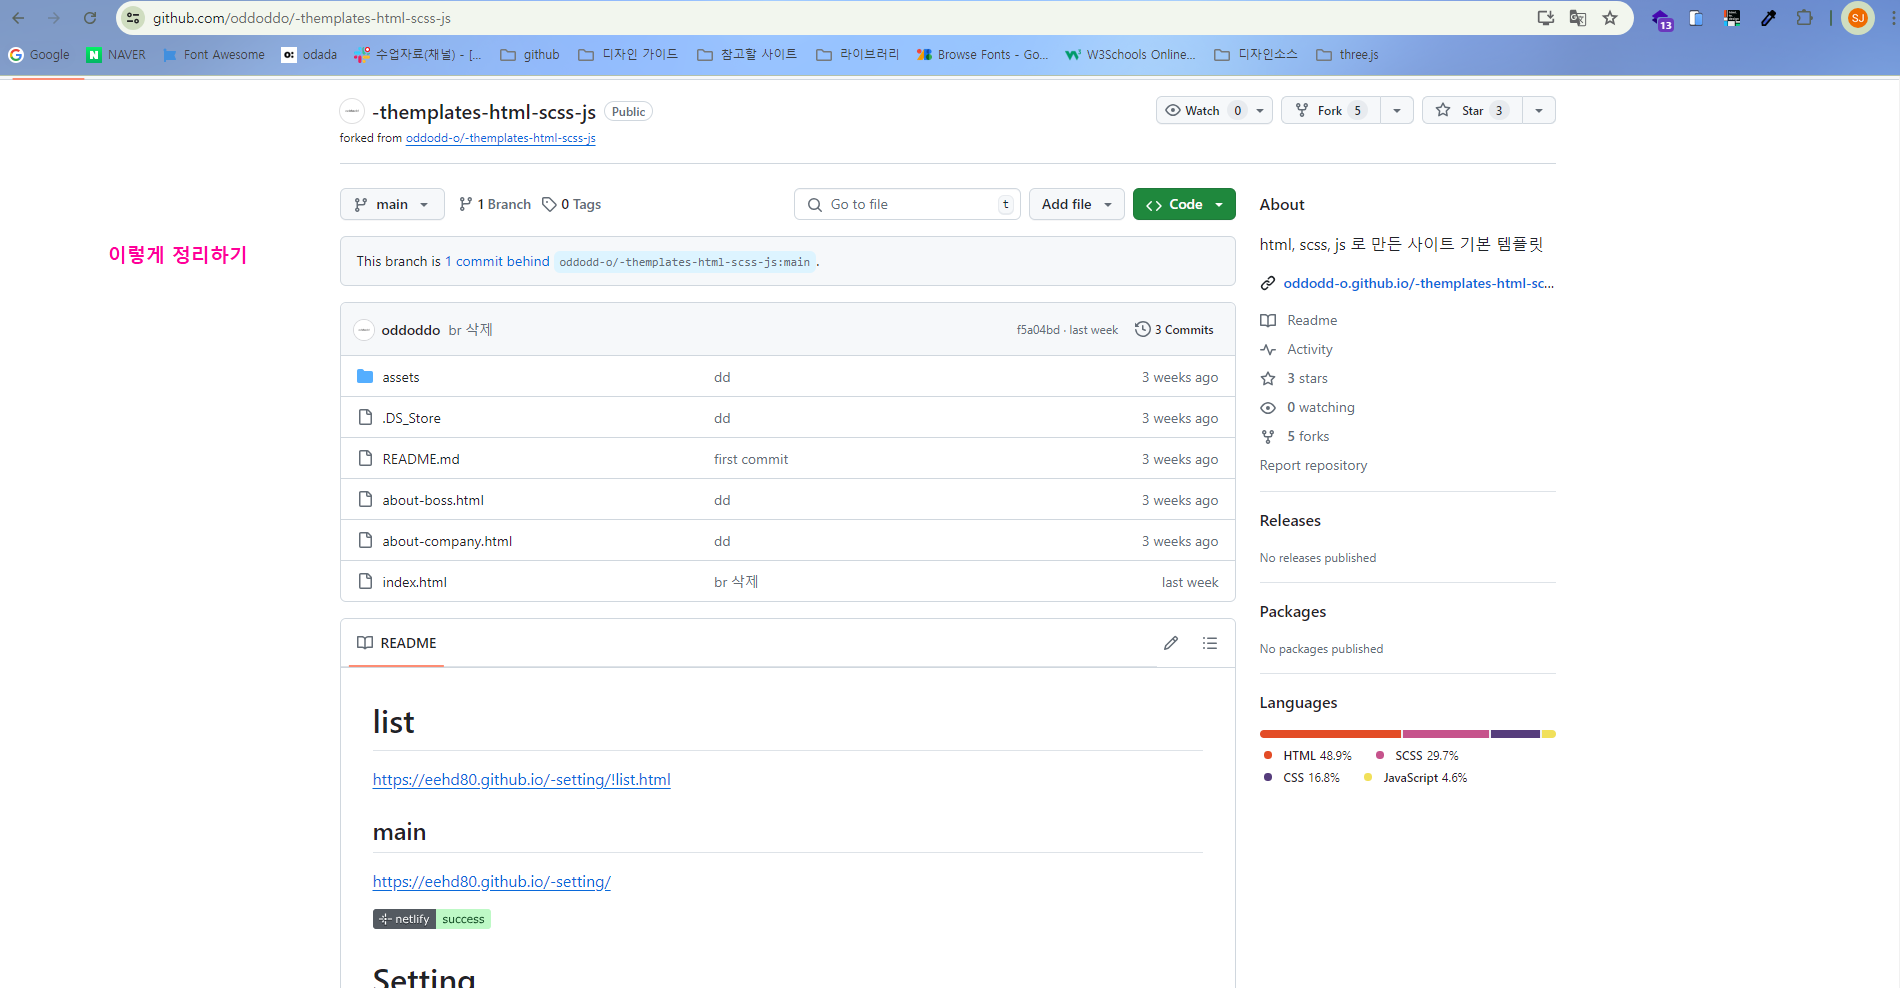 github.com/oddoddo/-themplates-html-scss-js
13
SJ
Google NAVER Font Awesome odada 수업자료(채널) - [... github 디자인 가이드 참고할 사이트 라이브러리 Browse Fonts - Go... W3Schools Online... 디자인소스 three.js
-themplates-html-scss-js Public
Watch 0 Fork 5 Star 3
forked from oddodd-o/-themplates-html-scss-js
main 1 Branch 0 Tags Go to file t Add file Code
이렇게 정리하기
This branch is 1 commit behind oddodd-o/-themplates-html-scss-js:main .
oddoddo br 삭제 f5a04bd · last week 3 Commits
assets dd 3 weeks ago
.DS_Store dd 3 weeks ago
README.md first commit 3 weeks ago
about-boss.html dd 3 weeks ago
about-company.html dd 3 weeks ago
index.html br 삭제 last week
README
list
https://eehd80.github.io/-setting/!list.html
main
https://eehd80.github.io/-setting/
netlify success
Setting
About
html, scss, js 로 만든 사이트 기본 템플릿
oddodd-o.github.io/-themplates-html-sc...
Readme
Activity
3 stars
0 watching
5 forks
Report repository
Releases
No releases published
Packages
No packages published
Languages
HTML 48.9% SCSS 29.7%
CSS 16.8% JavaScript 4.6%